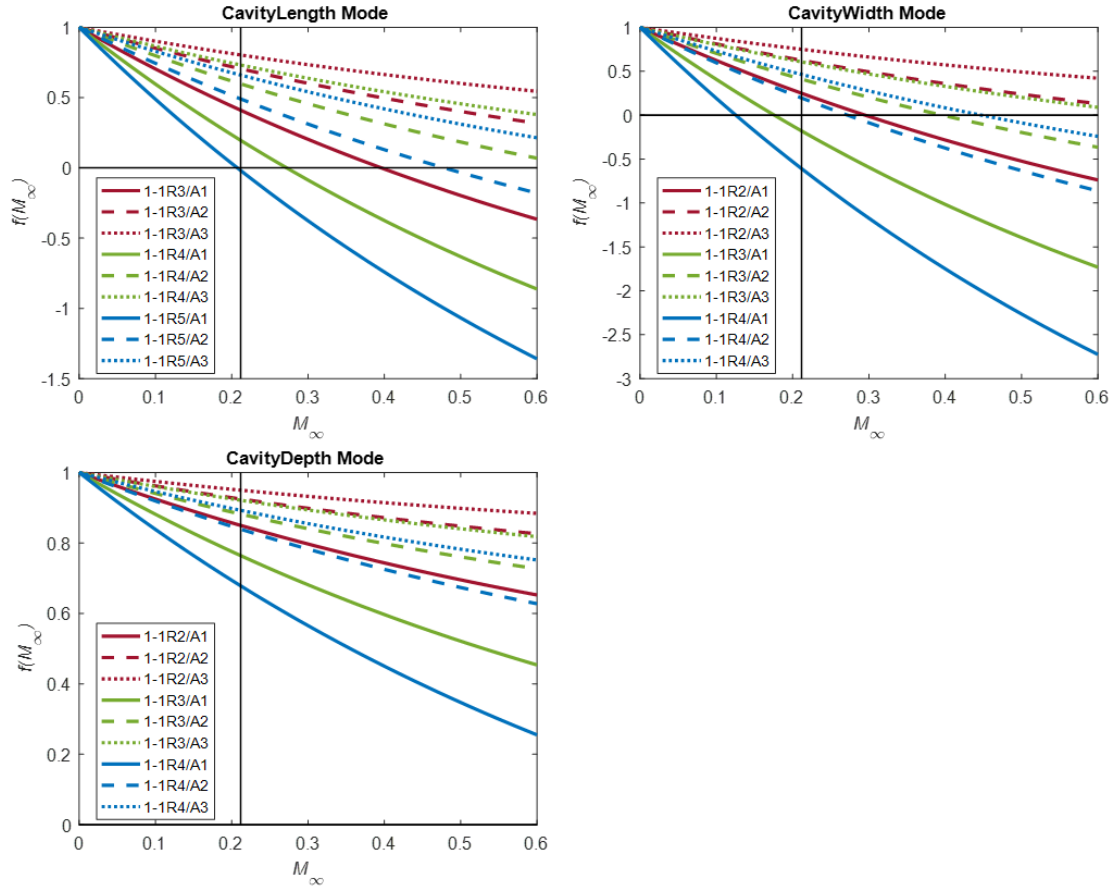 CavityLength Mode
1
0.5
0
-0.5
-1
-1.5
f(M∞)
1-1R3/A1
1-1R3/A2
1-1R3/A3
1-1R4/A1
1-1R4/A2
1-1R4/A3
1-1R5/A1
1-1R5/A2
1-1R5/A3
0 0.1 0.2 0.3 0.4 0.5 0.6
M∞
CavityWidth Mode
1
0.5
0
-0.5
-1
-1.5
-2
-2.5
-3
f(M∞)
1-1R2/A1
1-1R2/A2
1-1R2/A3
1-1R3/A1
1-1R3/A2
1-1R3/A3
1-1R4/A1
1-1R4/A2
1-1R4/A3
0 0.1 0.2 0.3 0.4 0.5 0.6
M∞
CavityDepth Mode
1
0.8
0.6
0.4
0.2
0
f(M∞)
1-1R2/A1
1-1R2/A2
1-1R2/A3
1-1R3/A1
1-1R3/A2
1-1R3/A3
1-1R4/A1
1-1R4/A2
1-1R4/A3
0 0.1 0.2 0.3 0.4 0.5 0.6
M∞